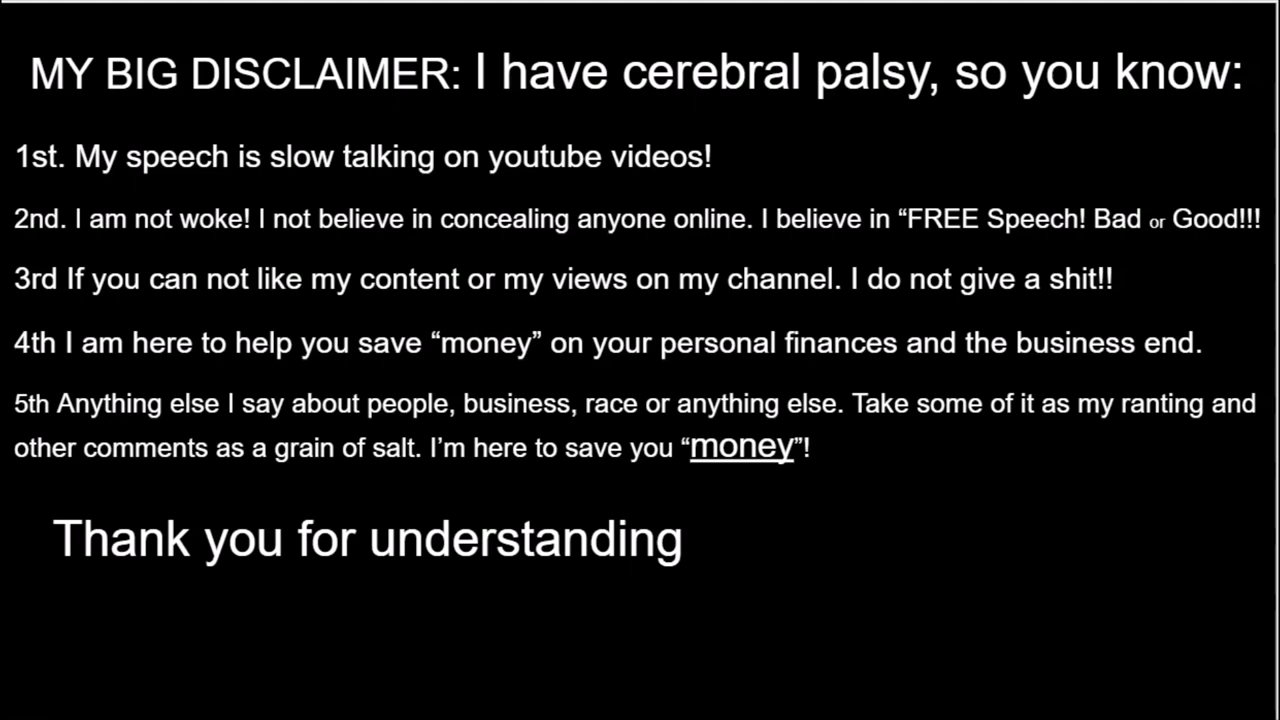 MY BIG DISCLAIMER: I have cerebral palsy, so you know:
1st. My speech is slow talking on youtube videos!
2nd. I am not woke! I not believe in concealing anyone online. I believe in “FREE Speech! Bad or Good!!!
3rd If you can not like my content or my views on my channel. I do not give a shit!!
4th I am here to help you save “money” on your personal finances and the business end.
5th Anything else I say about people, business, race or anything else. Take some of it as my ranting and
other comments as a grain of salt. I’m here to save you “money”!
Thank you for understanding